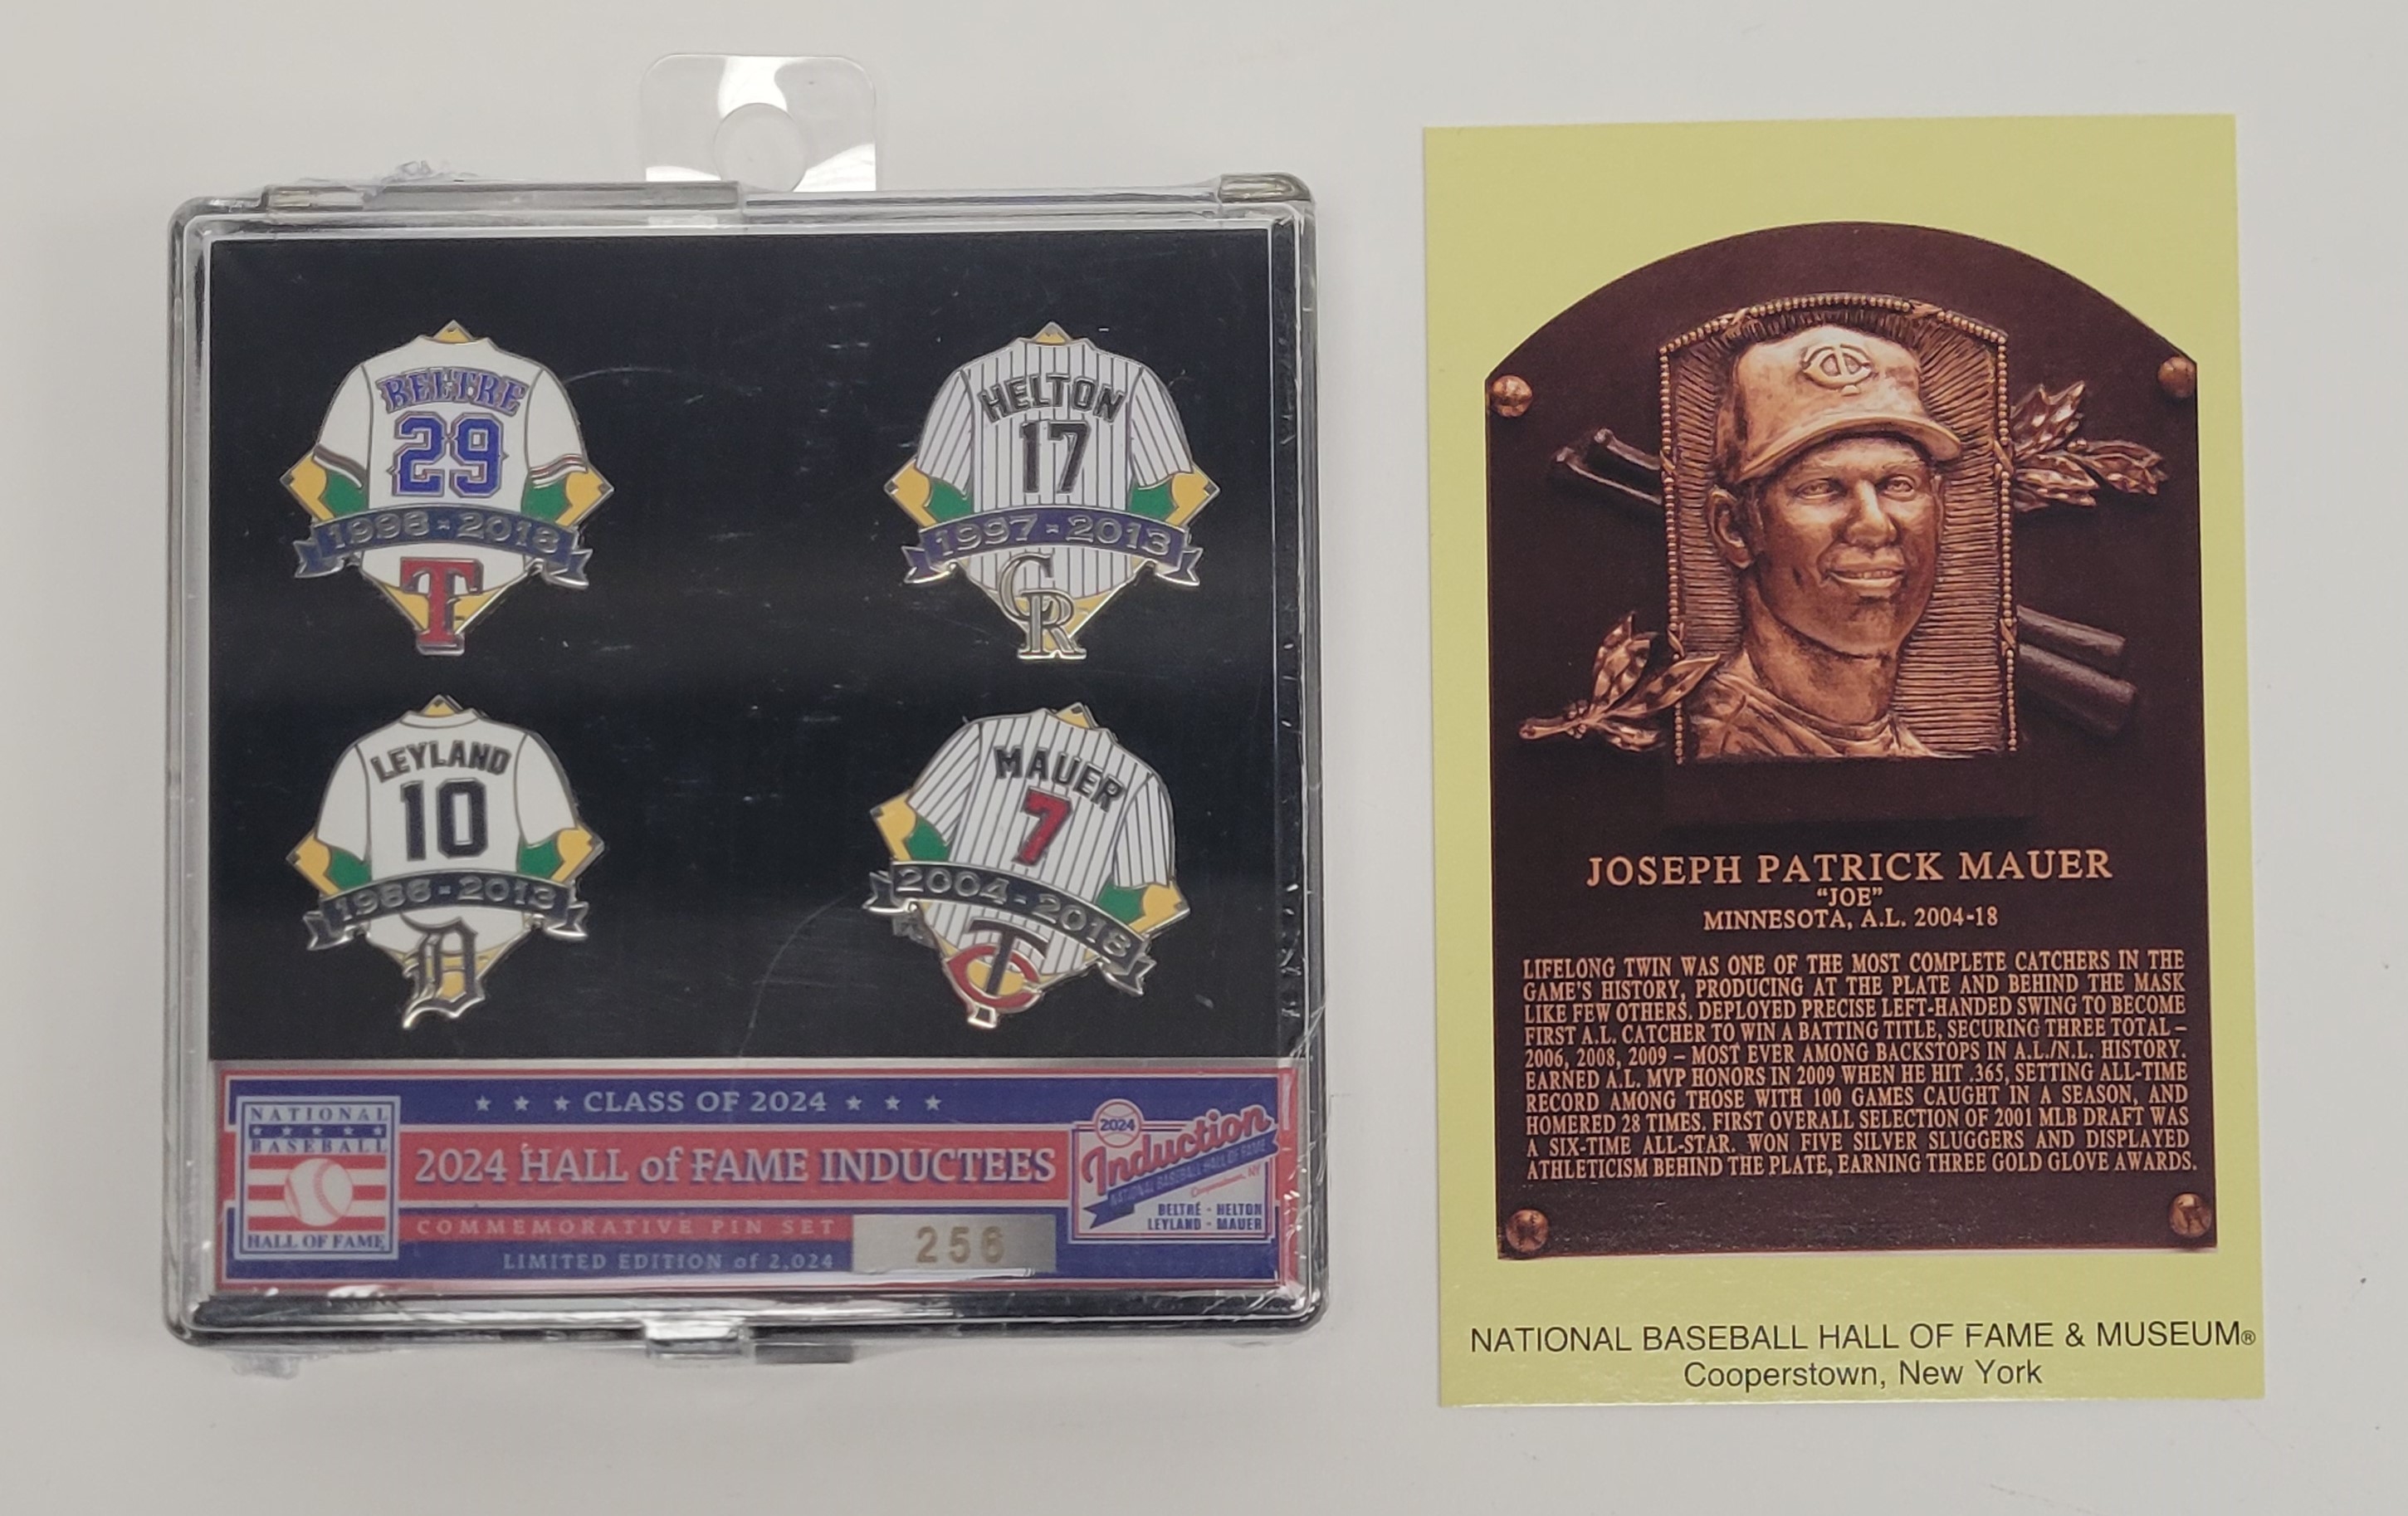 BELTRE
29
1998 - 2018
T
HELTON
17
1997 - 2013
CR
LEYLAND
10
1986 - 2013
D
MAUER
7
2004 - 2018
TC
NATIONAL
BASEBALL
HALL OF FAME
★ ★ ★ CLASS OF 2024 ★ ★ ★
2024 HALL of FAME INDUCTEES
COMMEMORATIVE PIN SET
LIMITED EDITION of 2,024
256
2024
Induction
NATIONAL BASEBALL HALL OF FAME
Cooperstown, NY
BELTRÉ - HELTON
LEYLAND - MAUER
TC
JOSEPH PATRICK MAUER
“JOE”
MINNESOTA, A.L. 2004-18
LIFELONG TWIN WAS ONE OF THE MOST COMPLETE CATCHERS IN THE
GAME'S HISTORY, PRODUCING AT THE PLATE AND BEHIND THE MASK
LIKE FEW OTHERS. DEPLOYED PRECISE LEFT-HANDED SWING TO BECOME
FIRST A.L. CATCHER TO WIN A BATTING TITLE, SECURING THREE TOTAL –
2006, 2008, 2009 – MOST EVER AMONG BACKSTOPS IN A.L./N.L. HISTORY.
EARNED A.L. MVP HONORS IN 2009 WHEN HE HIT .365, SETTING ALL-TIME
RECORD AMONG THOSE WITH 100 GAMES CAUGHT IN A SEASON, AND
HOMERED 28 TIMES. FIRST OVERALL SELECTION OF 2001 MLB DRAFT WAS
A SIX-TIME ALL-STAR. WON FIVE SILVER SLUGGERS AND DISPLAYED
ATHLETICISM BEHIND THE PLATE, EARNING THREE GOLD GLOVE AWARDS.
NATIONAL BASEBALL HALL OF FAME & MUSEUM®
Cooperstown, New York